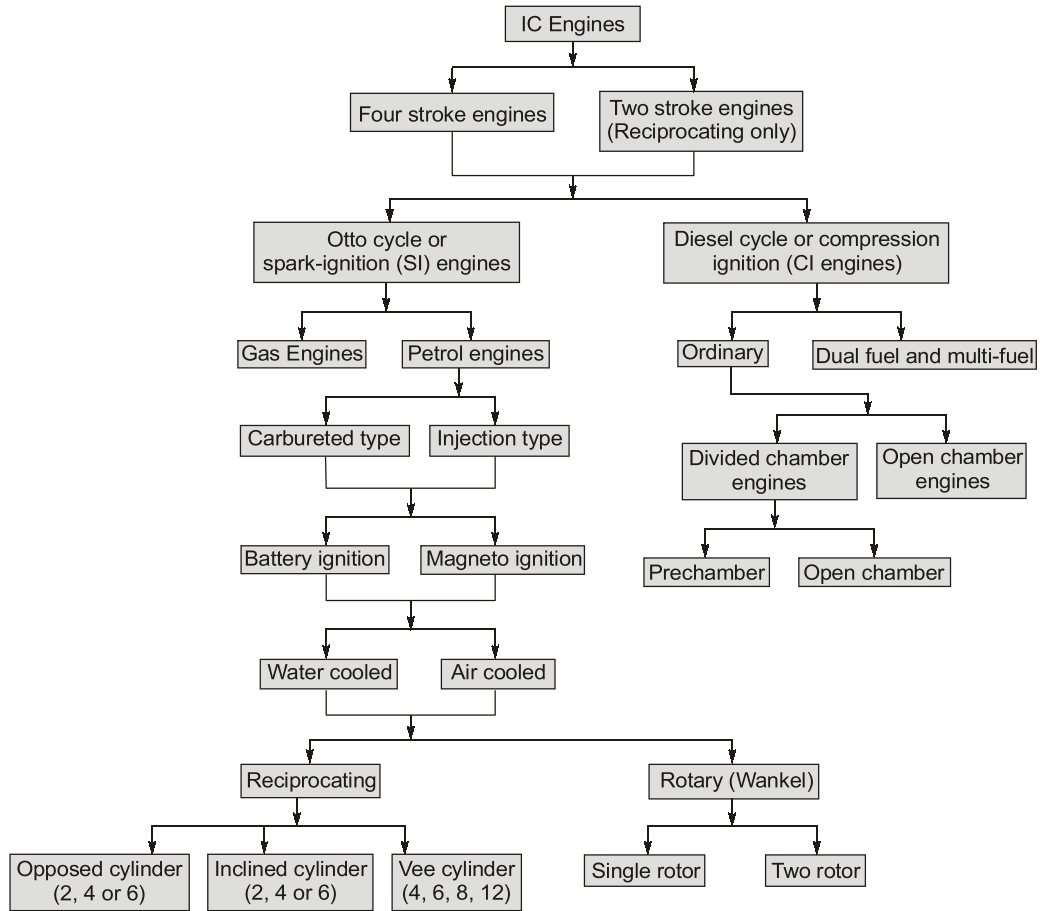 IC Engines
Four stroke engines
Two stroke engines
(Reciprocating only)
Otto cycle or
spark-ignition (SI) engines
Diesel cycle or compression
ignition (CI engines)
Gas Engines
Petrol engines
Ordinary
Dual fuel and multi-fuel
Carbureted type
Injection type
Divided chamber
engines
Open chamber
engines
Battery ignition
Magneto ignition
Prechamber
Open chamber
Water cooled
Air cooled
Reciprocating
Rotary (Wankel)
Opposed cylinder
(2, 4 or 6)
Inclined cylinder
(2, 4 or 6)
Vee cylinder
(4, 6, 8, 12)
Single rotor
Two rotor